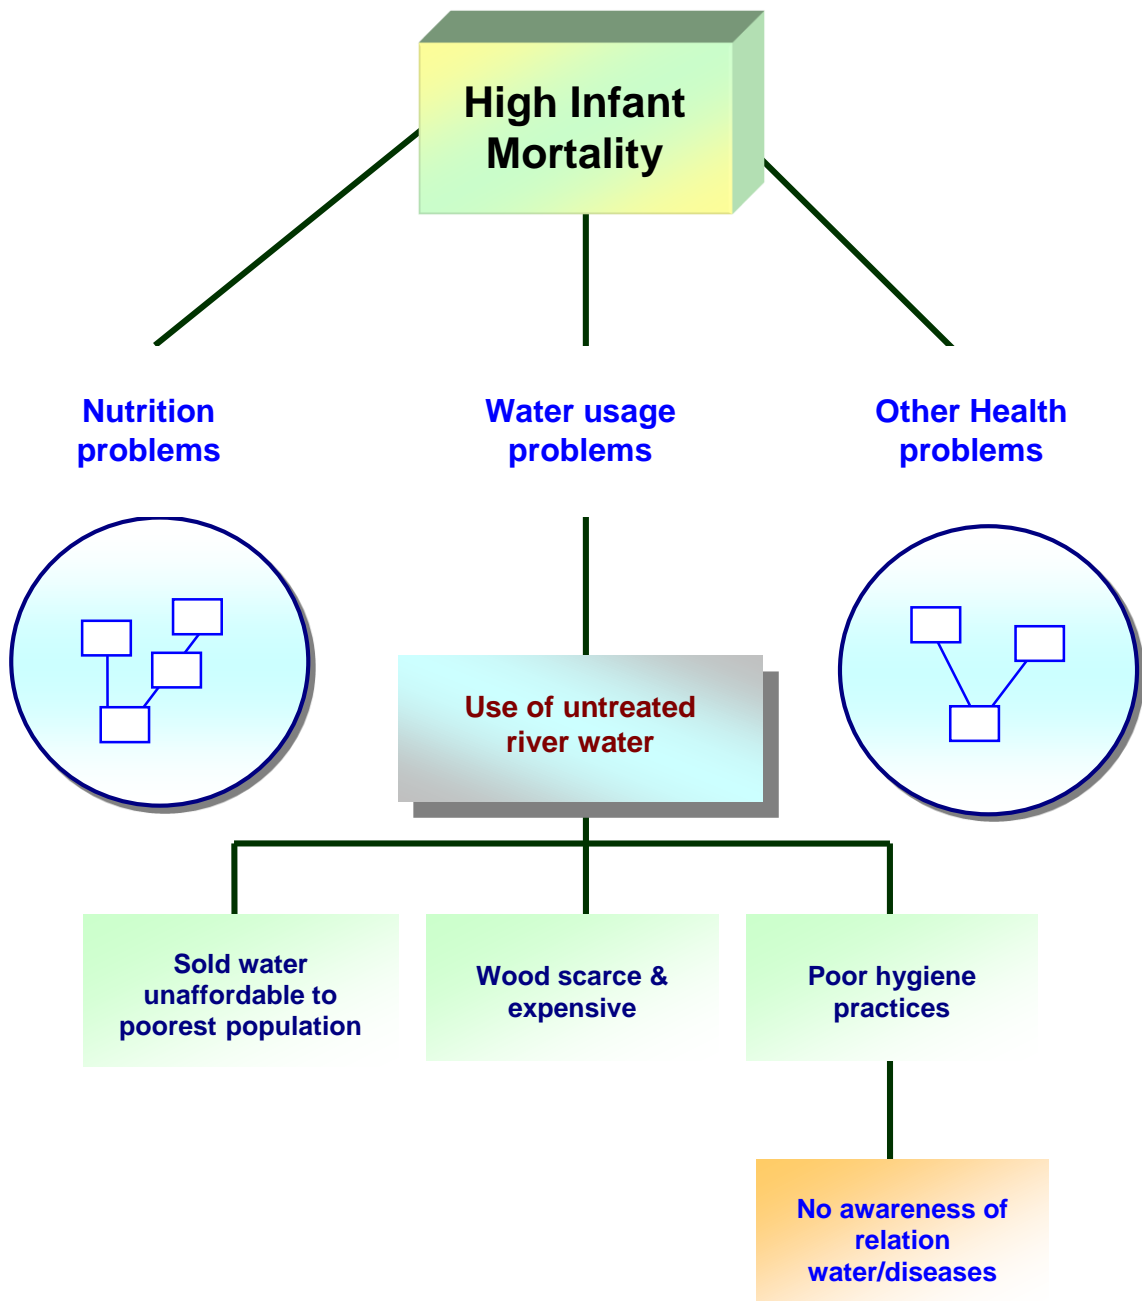 High Infant
Mortality
Nutrition
problems
Water usage
problems
Other Health
problems
Use of untreated
river water
Sold water
unaffordable to
poorest population
Wood scarce &
expensive
Poor hygiene
practices
No awareness of
relation
water/diseases